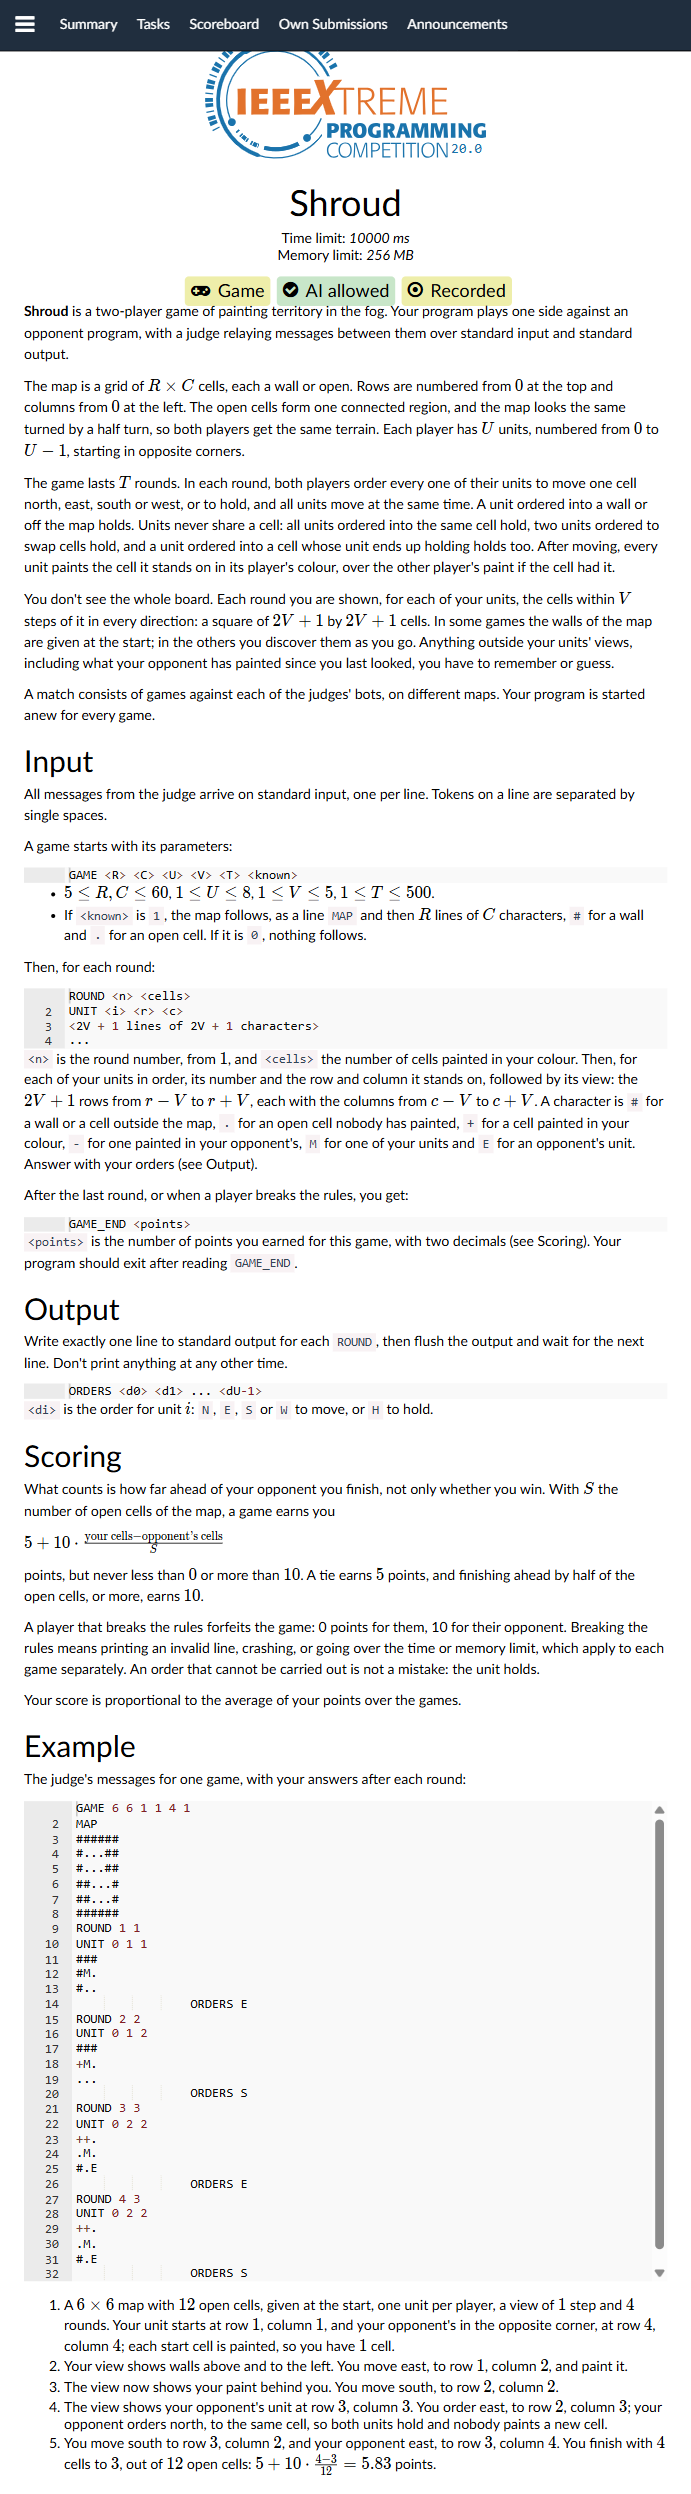 Summary Tasks Scoreboard Own Submissions Announcements
IEEEXTREME
PROGRAMMING
COMPETITION 20.0
Shroud
Time limit: 10000 ms
Memory limit: 256 MB
Game AI allowed Recorded
Shroud is a two-player game of painting territory in the fog. Your program plays one side against an
opponent program, with a judge relaying messages between them over standard input and standard
output.
The map is a grid of R × C cells, each a wall or open. Rows are numbered from 0 at the top and
columns from 0 at the left. The open cells form one connected region, and the map looks the same
turned by a half turn, so both players get the same terrain. Each player has U units, numbered from 0 to
U − 1, starting in opposite corners.
The game lasts T rounds. In each round, both players order every one of their units to move one cell
north, east, south or west, or to hold, and all units move at the same time. A unit ordered into a wall or
off the map holds. Units never share a cell: all units ordered into the same cell hold, two units ordered to
swap cells hold, and a unit ordered into a cell whose unit ends up holding holds too. After moving, every
unit paints the cell it stands on in its player's colour, over the other player's paint if the cell had it.
You don't see the whole board. Each round you are shown, for each of your units, the cells within V
steps of it in every direction: a square of 2V + 1 by 2V + 1 cells. In some games the walls of the map
are given at the start; in the others you discover them as you go. Anything outside your units' views,
including what your opponent has painted since you last looked, you have to remember or guess.
A match consists of games against each of the judges' bots, on different maps. Your program is started
anew for every game.
Input
All messages from the judge arrive on standard input, one per line. Tokens on a line are separated by
single spaces.
A game starts with its parameters:
GAME <R> <C> <U> <V> <T> <known>
• 5 ≤ R, C ≤ 60, 1 ≤ U ≤ 8, 1 ≤ V ≤ 5, 1 ≤ T ≤ 500.
• If <known> is 1, the map follows, as a line MAP and then R lines of C characters, # for a wall
and . for an open cell. If it is 0, nothing follows.
Then, for each round:
ROUND <n> <cells>
2 UNIT <i> <r> <c>
3 <2V + 1 lines of 2V + 1 characters>
4 ...
<n> is the round number, from 1, and <cells> the number of cells painted in your colour. Then, for
each of your units in order, its number and the row and column it stands on, followed by its view: the
2V + 1 rows from r − V to r + V, each with the columns from c − V to c + V. A character is # for
a wall or a cell outside the map, . for an open cell nobody has painted, + for a cell painted in your
colour, - for one painted in your opponent's, M for one of your units and E for an opponent's unit.
Answer with your orders (see Output).
After the last round, or when a player breaks the rules, you get:
GAME_END <points>
<points> is the number of points you earned for this game, with two decimals (see Scoring). Your
program should exit after reading GAME_END.
Output
Write exactly one line to standard output for each ROUND, then flush the output and wait for the next
line. Don't print anything at any other time.
ORDERS <d0> <d1> ... <dU-1>
<di> is the order for unit i: N, E, S or W to move, or H to hold.
Scoring
What counts is how far ahead of your opponent you finish, not only whether you win. With S the
number of open cells of the map, a game earns you
5 + 10 · your cells−opponent's cells
S
points, but never less than 0 or more than 10. A tie earns 5 points, and finishing ahead by half of the
open cells, or more, earns 10.
A player that breaks the rules forfeits the game: 0 points for them, 10 for their opponent. Breaking the
rules means printing an invalid line, crashing, or going over the time or memory limit, which apply to each
game separately. An order that cannot be carried out is not a mistake: the unit holds.
Your score is proportional to the average of your points over the games.
Example
The judge's messages for one game, with your answers after each round:
GAME 6 6 1 1 4 1
2 MAP
3 ######
4 #...##
5 #...##
6 ##...#
7 ##...#
8 ######
9 ROUND 1 1
10 UNIT 0 1 1
11 ###
12 #M.
13 #..
14 ORDERS E
15 ROUND 2 2
16 UNIT 0 1 2
17 ###
18 +M.
19 ...
20 ORDERS S
21 ROUND 3 3
22 UNIT 0 2 2
23 ++.
24 .M.
25 #.E
26 ORDERS E
27 ROUND 4 3
28 UNIT 0 2 2
29 ++.
30 .M.
31 #.E
32 ORDERS S
1. A 6 × 6 map with 12 open cells, given at the start, one unit per player, a view of 1 step and 4
rounds. Your unit starts at row 1, column 1, and your opponent's in the opposite corner, at row 4,
column 4; each start cell is painted, so you have 1 cell.
2. Your view shows walls above and to the left. You move east, to row 1, column 2, and paint it.
3. The view now shows your paint behind you. You move south, to row 2, column 2.
4. The view shows your opponent's unit at row 3, column 3. You order east, to row 2, column 3; your
opponent orders north, to the same cell, so both units hold and nobody paints a new cell.
5. You move south to row 3, column 2, and your opponent east, to row 3, column 4. You finish with 4
cells to 3, out of 12 open cells: 5 + 10 · 4−3/12 = 5.83 points.